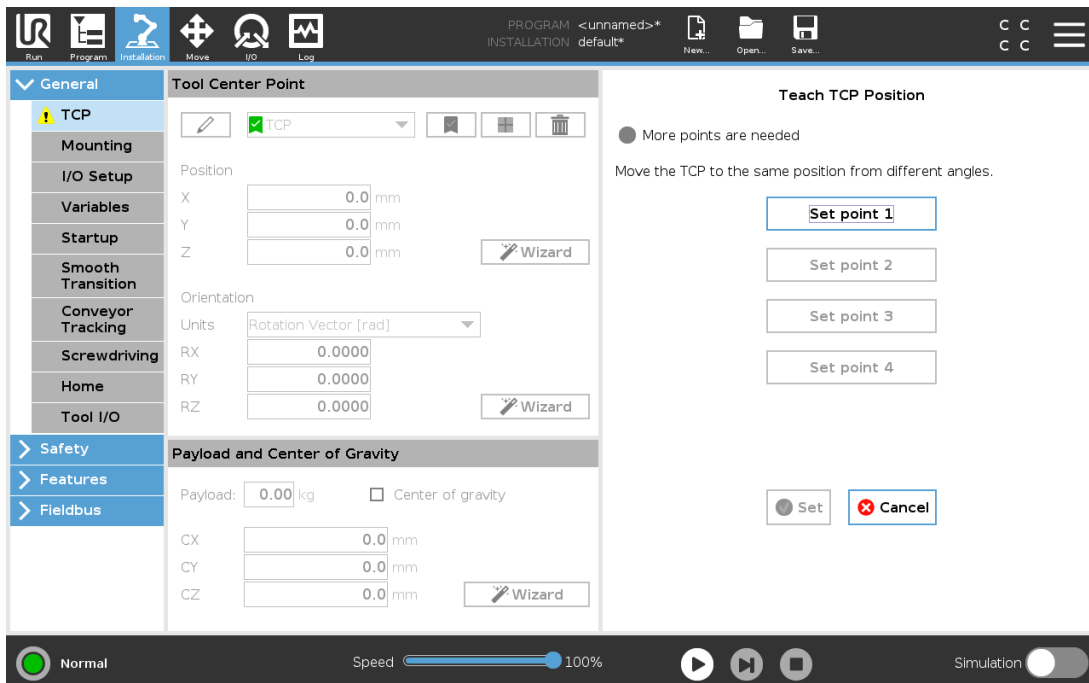 Run
Program
Installation
Move
I/O
Log
PROGRAM <unnamed>*
INSTALLATION default*
New...
Open...
Save...
C C
C C
General
TCP
Mounting
I/O Setup
Variables
Startup
Smooth
Transition
Conveyor
Tracking
Screwdriving
Home
Tool I/O
Safety
Features
Fieldbus
Tool Center Point
TCP
Position
X 0.0 mm
Y 0.0 mm
Z 0.0 mm Wizard
Orientation
Units Rotation Vector [rad]
RX 0.0000
RY 0.0000
RZ 0.0000 Wizard
Payload and Center of Gravity
Payload: 0.00 kg Center of gravity
CX 0.0 mm
CY 0.0 mm
CZ 0.0 mm Wizard
Teach TCP Position
More points are needed
Move the TCP to the same position from different angles.
Set point 1
Set point 2
Set point 3
Set point 4
Set Cancel
Normal
Speed 100%
Simulation